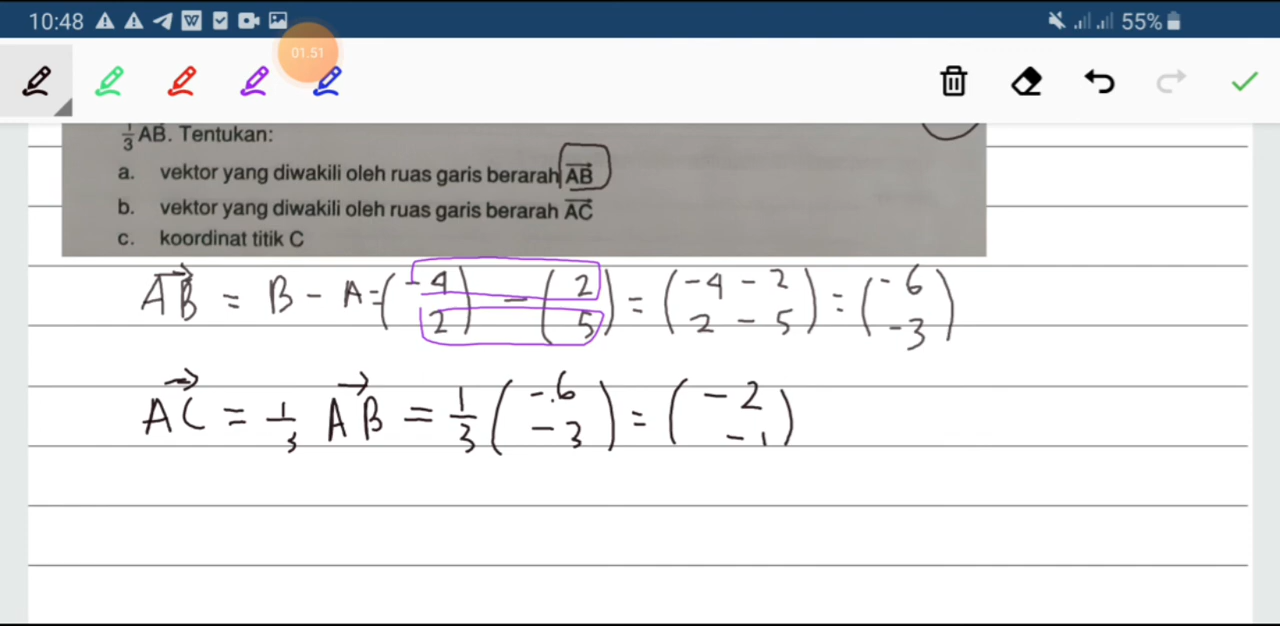 10:48 55%
01.51
1/3 AB. Tentukan:
a. vektor yang diwakili oleh ruas garis berarah AB
b. vektor yang diwakili oleh ruas garis berarah AC
c. koordinat titik C
AB = B - A = (-4 2) - (2 5) = (-4 - 2 2 - 5) = (-6 -3)
AC = 1/3 AB = 1/3 (-6 -3) = (-2 -1)